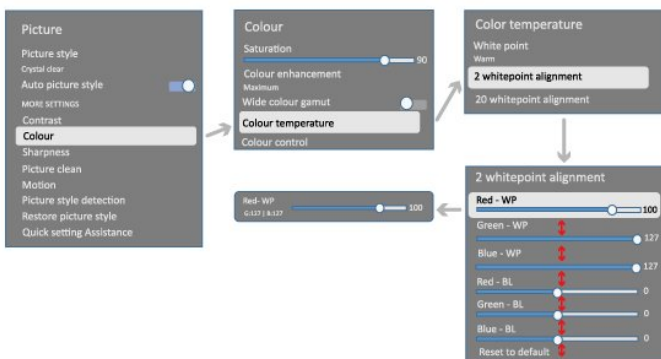 Picture
Picture style
Crystal clear
Auto picture style
MORE SETTINGS
Contrast
Colour
Sharpness
Picture clean
Motion
Picture style detection
Restore picture style
Quick setting Assistance
Colour
Saturation
90
Colour enhancement
Maximum
Wide colour gamut
Colour temperature
Colour control
Color temperature
White point
Warm
2 whitepoint alignment
20 whitepoint alignment
2 whitepoint alignment
Red - WP
100
Green - WP
127
Blue - WP
127
Red - BL
0
Green - BL
0
Blue - BL
0
Reset to default
Red- WP
G:127 | B:127
100